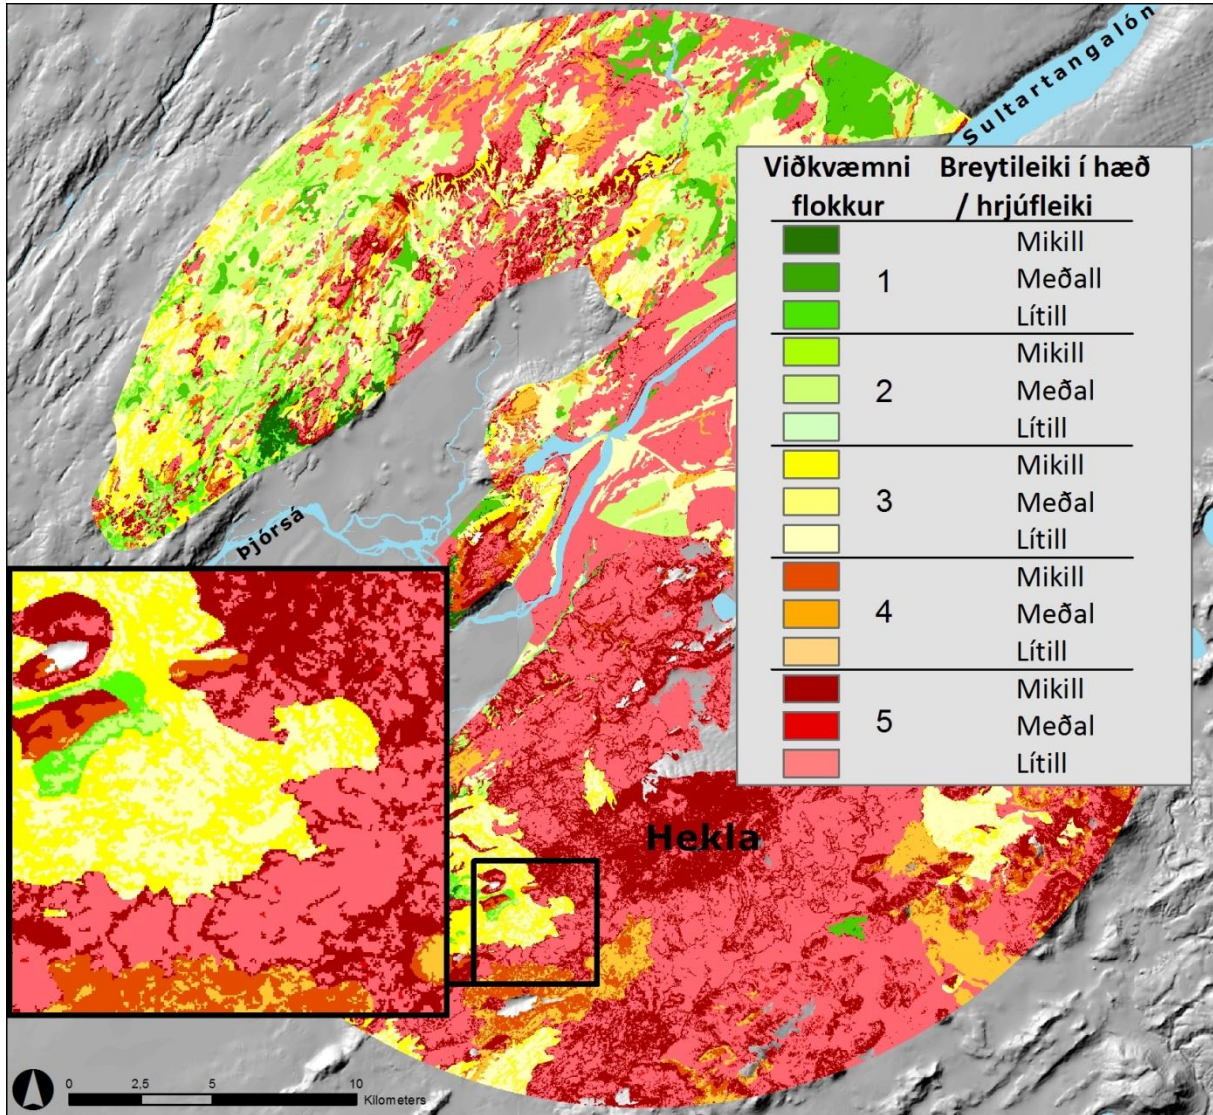 Sultartangalón
Viðkvæmni Breytileiki í hæð
flokkur / hrjúfleiki
Mikill
1 Meðall
Lítill
Mikill
2 Meðal
Lítill
Mikill
3 Meðal
Lítill
Mikill
4 Meðal
Lítill
Mikill
5 Meðal
Lítill
Þjórsá
Hekla
0 2,5 5 10
Kilometers